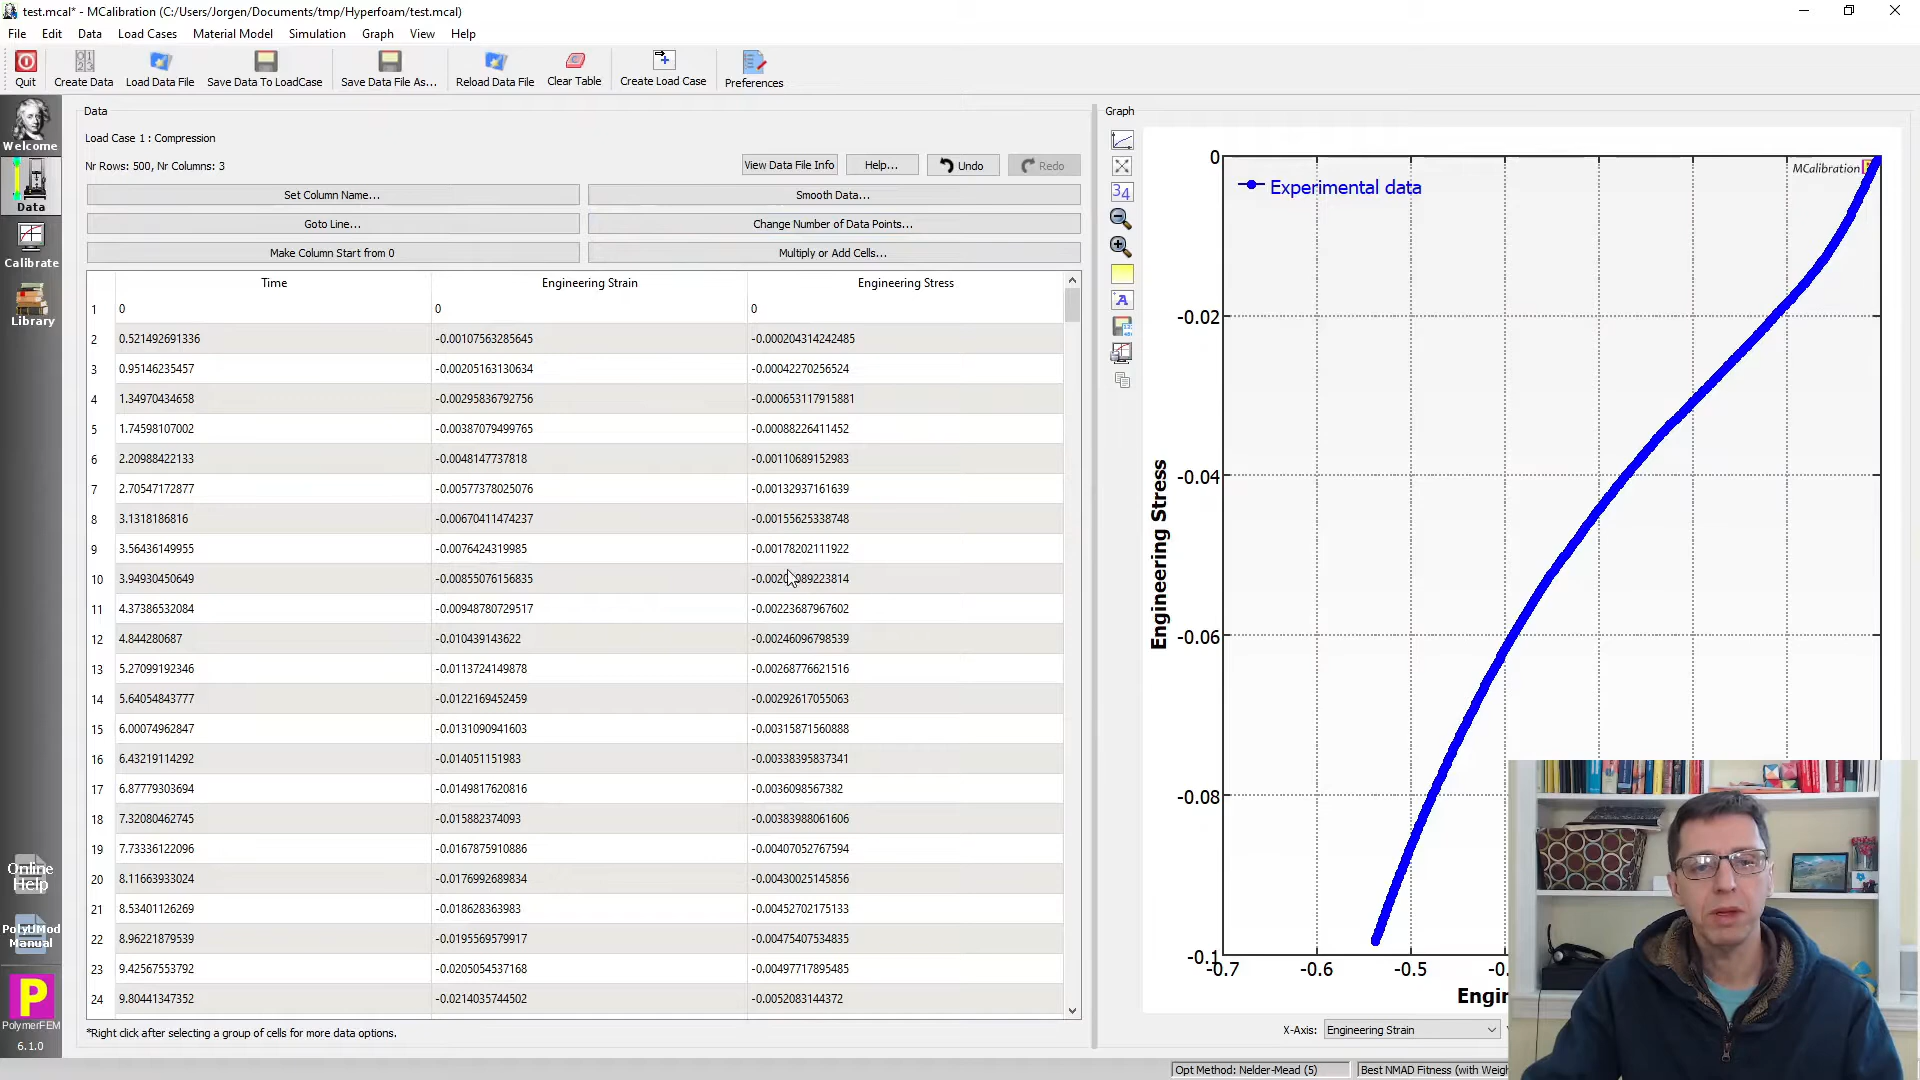 test.mcal* - MCalibration (C:/Users/Jorgen/Documents/tmp/Hyperfoam/test.mcal)
File Edit Data Load Cases Material Model Simulation Graph View Help
Quit Create Data Load Data File Save Data To LoadCase Save Data File As... Reload Data File Clear Table Create Load Case Preferences
Welcome
Data
Calibrate
Library
Online Help
PolyUMod Manual
P
PolymerFEM
6.1.0
Data
Load Case 1 : Compression
Nr Rows: 500, Nr Columns: 3
View Data File Info Help... Undo Redo
Set Column Name... Smooth Data...
Goto Line... Change Number of Data Points...
Make Column Start from 0 Multiply or Add Cells...
Time Engineering Strain Engineering Stress
1 0 0 0
2 0.521492691336 -0.00107563285645 -0.000204314242485
3 0.95146235457 -0.00205163130634 -0.00042270256524
4 1.34970434658 -0.00295836792756 -0.000653117915881
5 1.74598107002 -0.00387079499765 -0.00088226411452
6 2.20988422133 -0.0048147737818 -0.00110689152983
7 2.70547172877 -0.00577378025076 -0.00132937161639
8 3.1318186816 -0.00670411474237 -0.00155625338748
9 3.56436149955 -0.0076424319985 -0.00178202111922
10 3.94930450649 -0.00855076156835
11 4.37386532084 -0.00948780729517 -0.00223687967602
12 4.844280687 -0.010439143622 -0.00246096798539
13 5.27099192346 -0.0113724149878 -0.00268776621516
14 5.64054843777 -0.0122169452459 -0.00292617055063
15 6.00074962847 -0.0131090941603 -0.00315871560888
16 6.43219114292 -0.014051151983 -0.00338395837341
17 6.87779303694 -0.0149817620816 -0.0036098567382
18 7.32080462745 -0.015882374093 -0.00383988061606
19 7.73336122096 -0.0167875910886 -0.00407052767594
20 8.11663933024 -0.0176992689834 -0.00430025145856
21 8.53401126269 -0.018628363983 -0.00452702175133
22 8.96221879539 -0.0195569579917 -0.00475407534835
23 9.42567553792 -0.0205054537168 -0.00497717895485
24 9.80441347352 -0.0214035744502 -0.0052083144372
*Right click after selecting a group of cells for more data options.
Graph
34
A
Experimental data
MCalibration
0
-0.02
-0.04
-0.06
-0.08
-0.1
Engineering Stress
-0.7 -0.6 -0.5
X-Axis: Engineering Strain
Opt Method: Nelder-Mead (5) Best NMAD Fitness (with